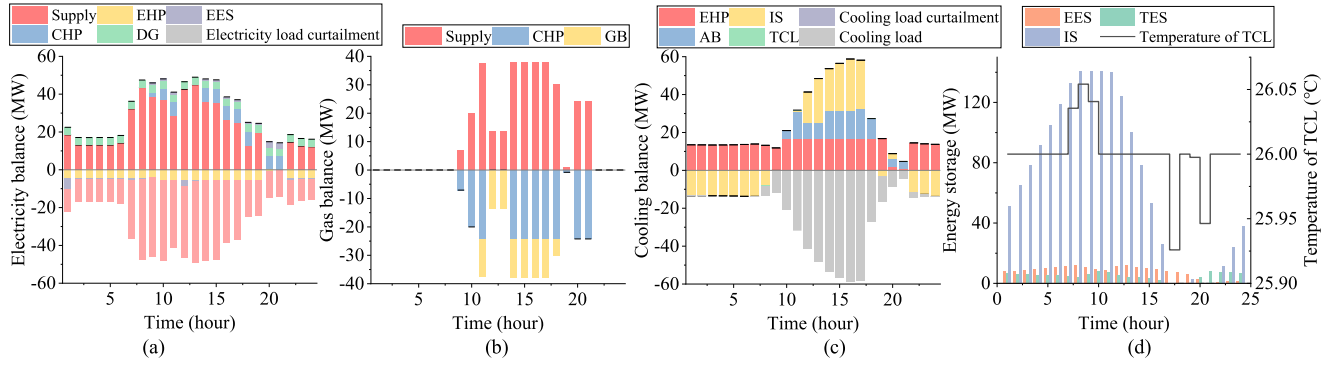 Supply EHP EES
CHP DG Electricity load curtailment
60
40
20
0
-20
-40
-60
Electricity balance (MW)
5 10 15 20
Time (hour)
(a)
Supply CHP GB
40
30
20
10
0
-10
-20
-30
-40
Gas balance (MW)
5 10 15 20
Time (hour)
(b)
EHP IS Cooling load curtailment
AB TCL Cooling load
60
40
20
0
-20
-40
-60
Cooling balance (MW)
5 10 15 20
Time (hour)
(c)
EES TES
IS Temperature of TCL
120
80
40
0
Energy storage (MW)
26.05
26.00
25.95
25.90
Temperature of TCL (℃)
0 5 10 15 20 25
Time (hour)
(d)